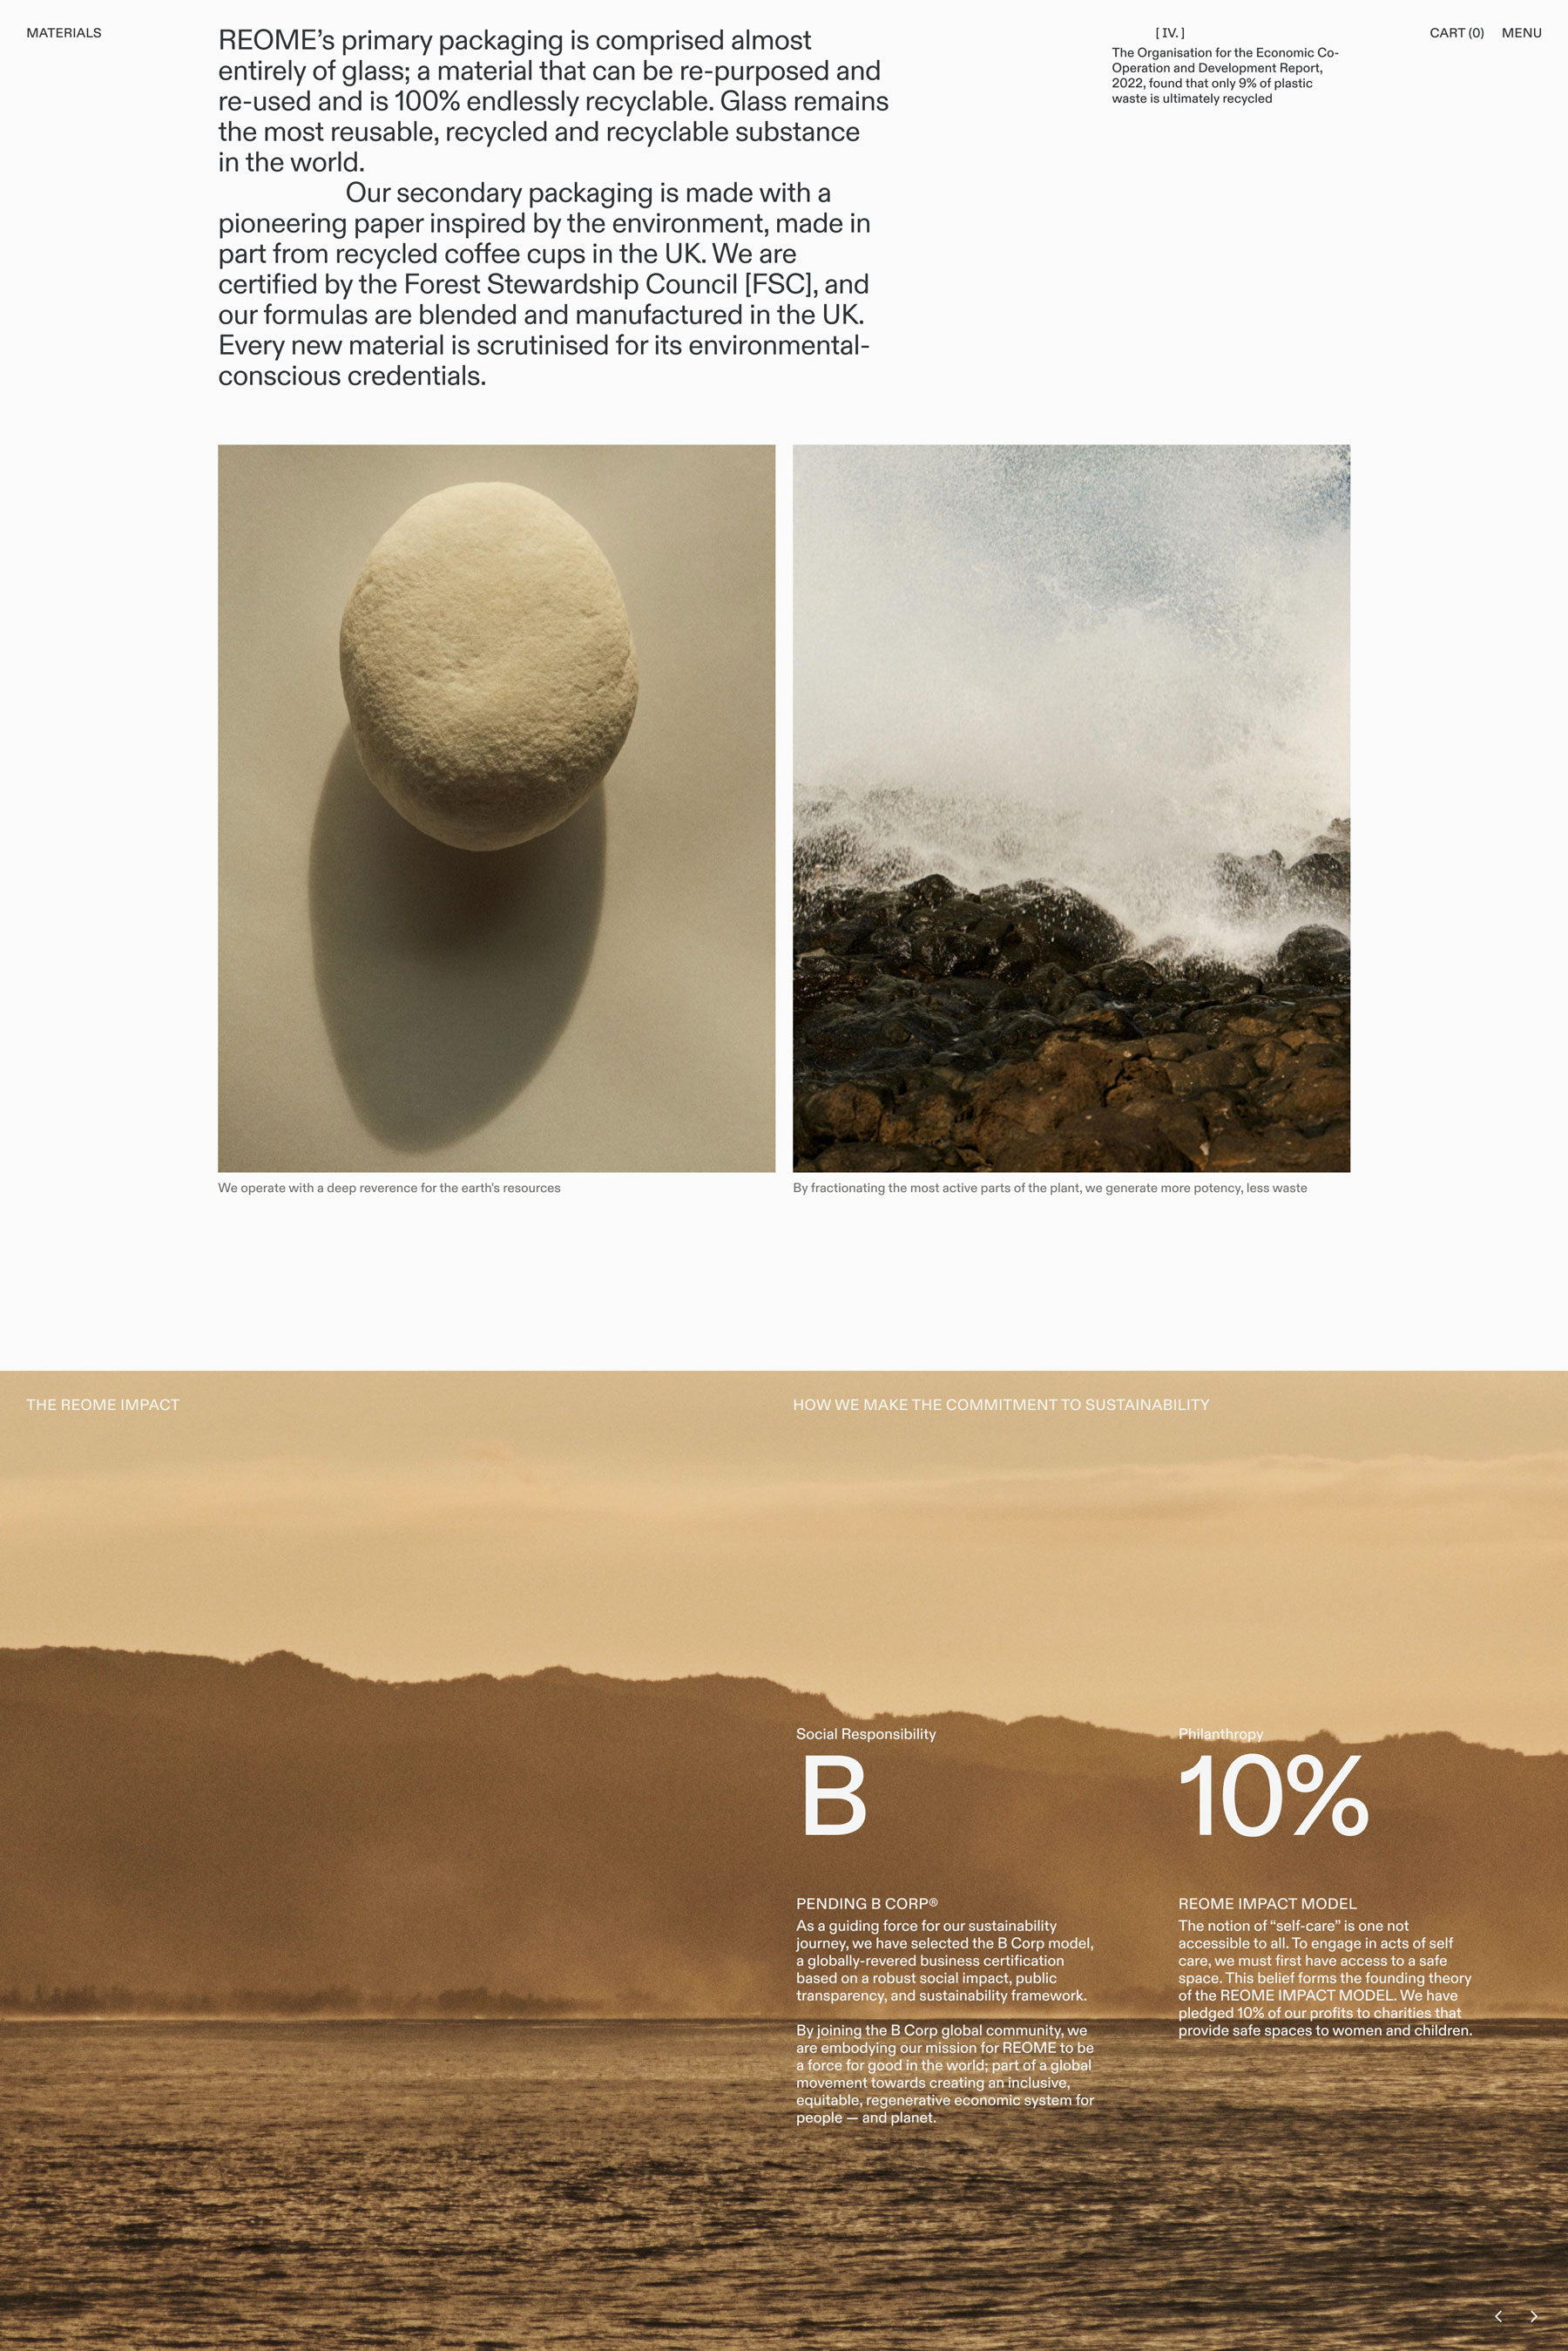 MATERIALS
REOME’s primary packaging is comprised almost
entirely of glass; a material that can be re-purposed and
re-used and is 100% endlessly recyclable. Glass remains
the most reusable, recycled and recyclable substance
in the world.
Our secondary packaging is made with a
pioneering paper inspired by the environment, made in
part from recycled coffee cups in the UK. We are
certified by the Forest Stewardship Council [FSC], and
our formulas are blended and manufactured in the UK.
Every new material is scrutinised for its environmental-
conscious credentials.
[ IV. ]
The Organisation for the Economic Co-
Operation and Development Report,
2022, found that only 9% of plastic
waste is ultimately recycled
CART (0) MENU
We operate with a deep reverence for the earth's resources
By fractionating the most active parts of the plant, we generate more potency, less waste
THE REOME IMPACT
HOW WE MAKE THE COMMITMENT TO SUSTAINABILITY
Social Responsibility
B
PENDING B CORP®
As a guiding force for our sustainability
journey, we have selected the B Corp model,
a globally-revered business certification
based on a robust social impact, public
transparency, and sustainability framework.
By joining the B Corp global community, we
are embodying our mission for REOME to be
a force for good in the world; part of a global
movement towards creating an inclusive,
equitable, regenerative economic system for
people — and planet.
Philanthropy
10%
REOME IMPACT MODEL
The notion of “self-care” is one not
accessible to all. To engage in acts of self
care, we must first have access to a safe
space. This belief forms the founding theory
of the REOME IMPACT MODEL. We have
pledged 10% of our profits to charities that
provide safe spaces to women and children.